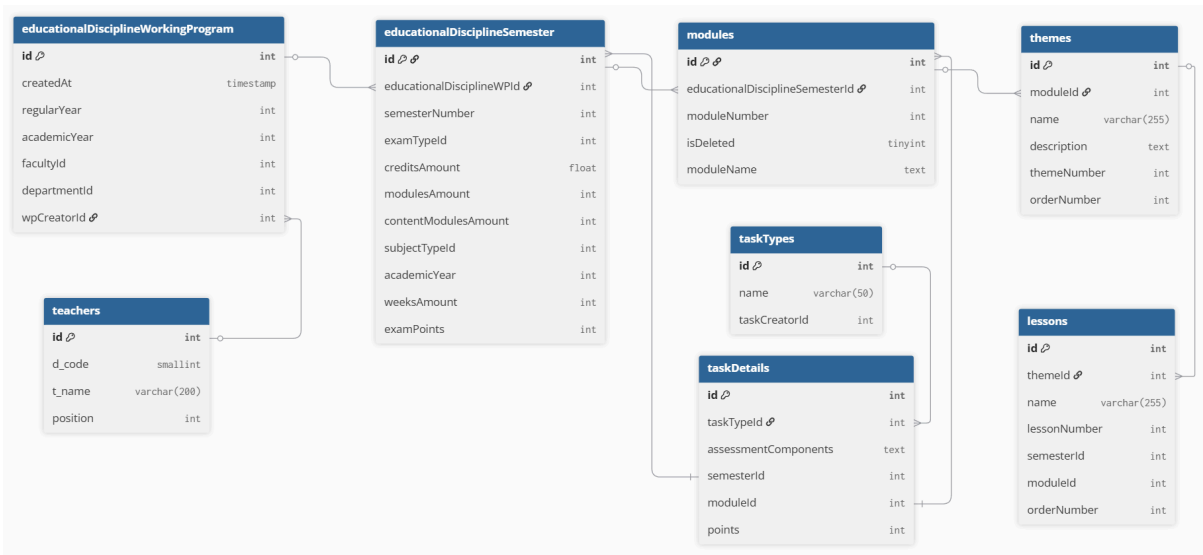 educationalDisciplineWorkingProgram
id int
createdAt timestamp
regularYear int
academicYear int
facultyId int
departmentId int
wpCreatorId int
teachers
id int
d_code smallint
t_name varchar(200)
position int
educationalDisciplineSemester
id int
educationalDisciplineWPId int
semesterNumber int
examTypeId int
creditsAmount float
modulesAmount int
contentModulesAmount int
subjectTypeId int
academicYear int
weeksAmount int
examPoints int
modules
id int
educationalDisciplineSemesterId int
moduleNumber int
isDeleted tinyint
moduleName text
taskTypes
id int
name varchar(50)
taskCreatorId int
taskDetails
id int
taskTypeId int
assessmentComponents text
semesterId int
moduleId int
points int
themes
id int
moduleId int
name varchar(255)
description text
themeNumber int
orderNumber int
lessons
id int
themeId int
name varchar(255)
lessonNumber int
semesterId int
moduleId int
orderNumber int